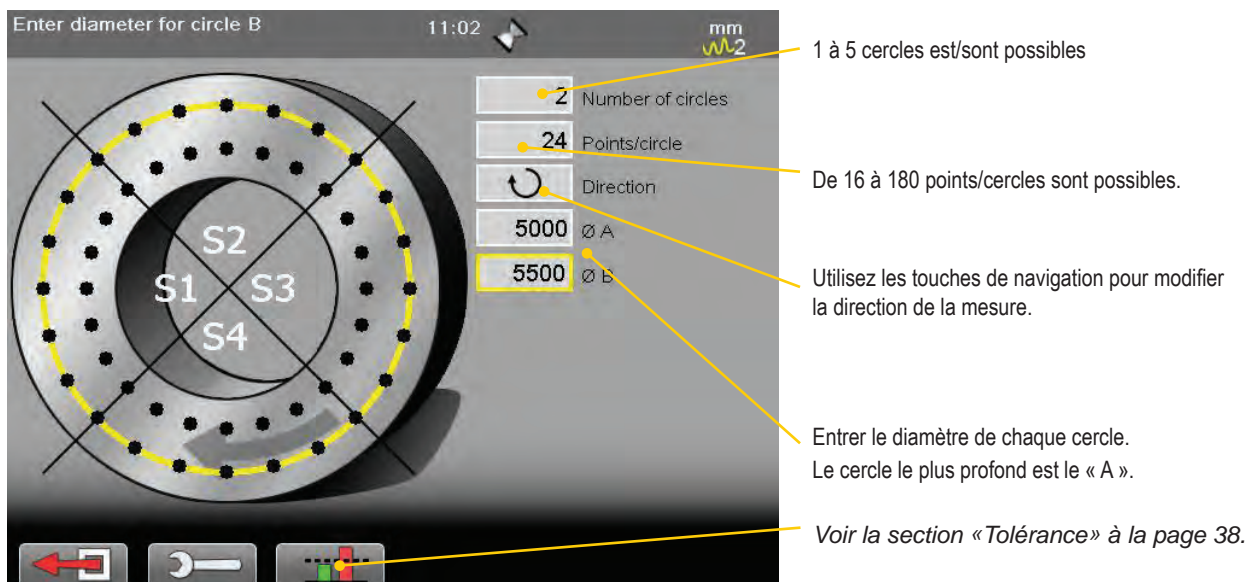 Enter diameter for circle B
11:02
mm
2
2 Number of circles
24 Points/circle
Direction
5000 Ø A
5500 Ø B
S2
S1 S3
S4
1 à 5 cercles est/sont possibles
De 16 à 180 points/cercles sont possibles.
Utilisez les touches de navigation pour modifier
la direction de la mesure.
Entrer le diamètre de chaque cercle.
Le cercle le plus profond est le « A ».
Voir la section «Tolérance» à la page 38.